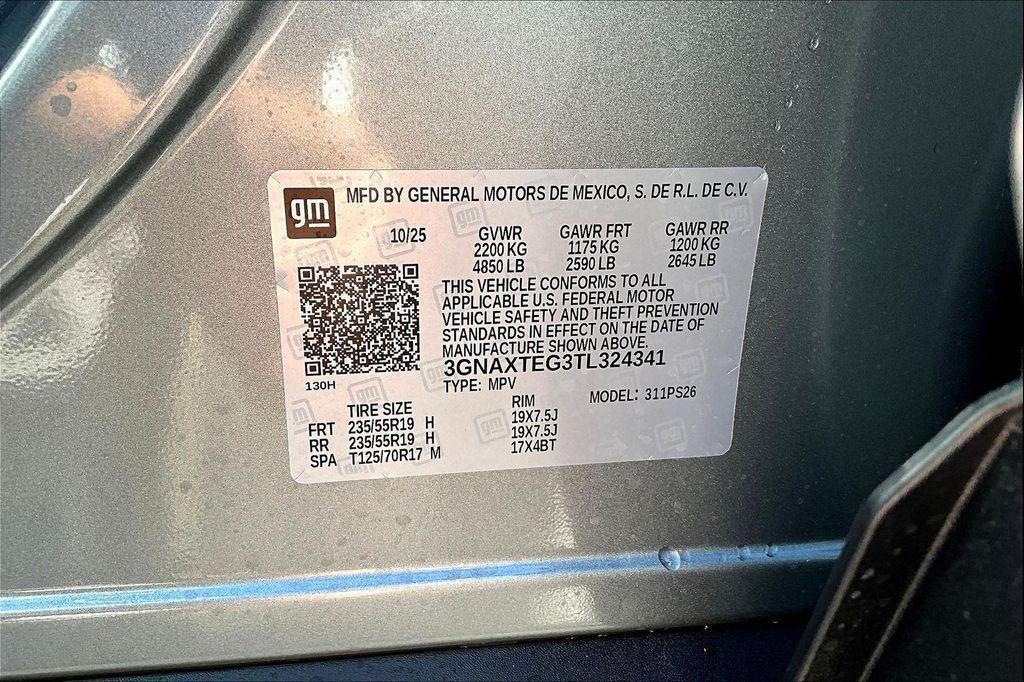 gm MFD BY GENERAL MOTORS DE MEXICO, S. DE R.L. DE C.V.
10/25 GVWR GAWR FRT GAWR RR
2200 KG 1175 KG 1200 KG
4850 LB 2590 LB 2645 LB
THIS VEHICLE CONFORMS TO ALL
APPLICABLE U.S. FEDERAL MOTOR
VEHICLE SAFETY AND THEFT PREVENTION
STANDARDS IN EFFECT ON THE DATE OF
MANUFACTURE SHOWN ABOVE.
3GNAXTEG3TL324341
130H TYPE: MPV MODEL: 311PS26
TIRE SIZE RIM
FRT 235/55R19 H 19X7.5J
RR 235/55R19 H 19X7.5J
SPA T125/70R17 M 17X4BT